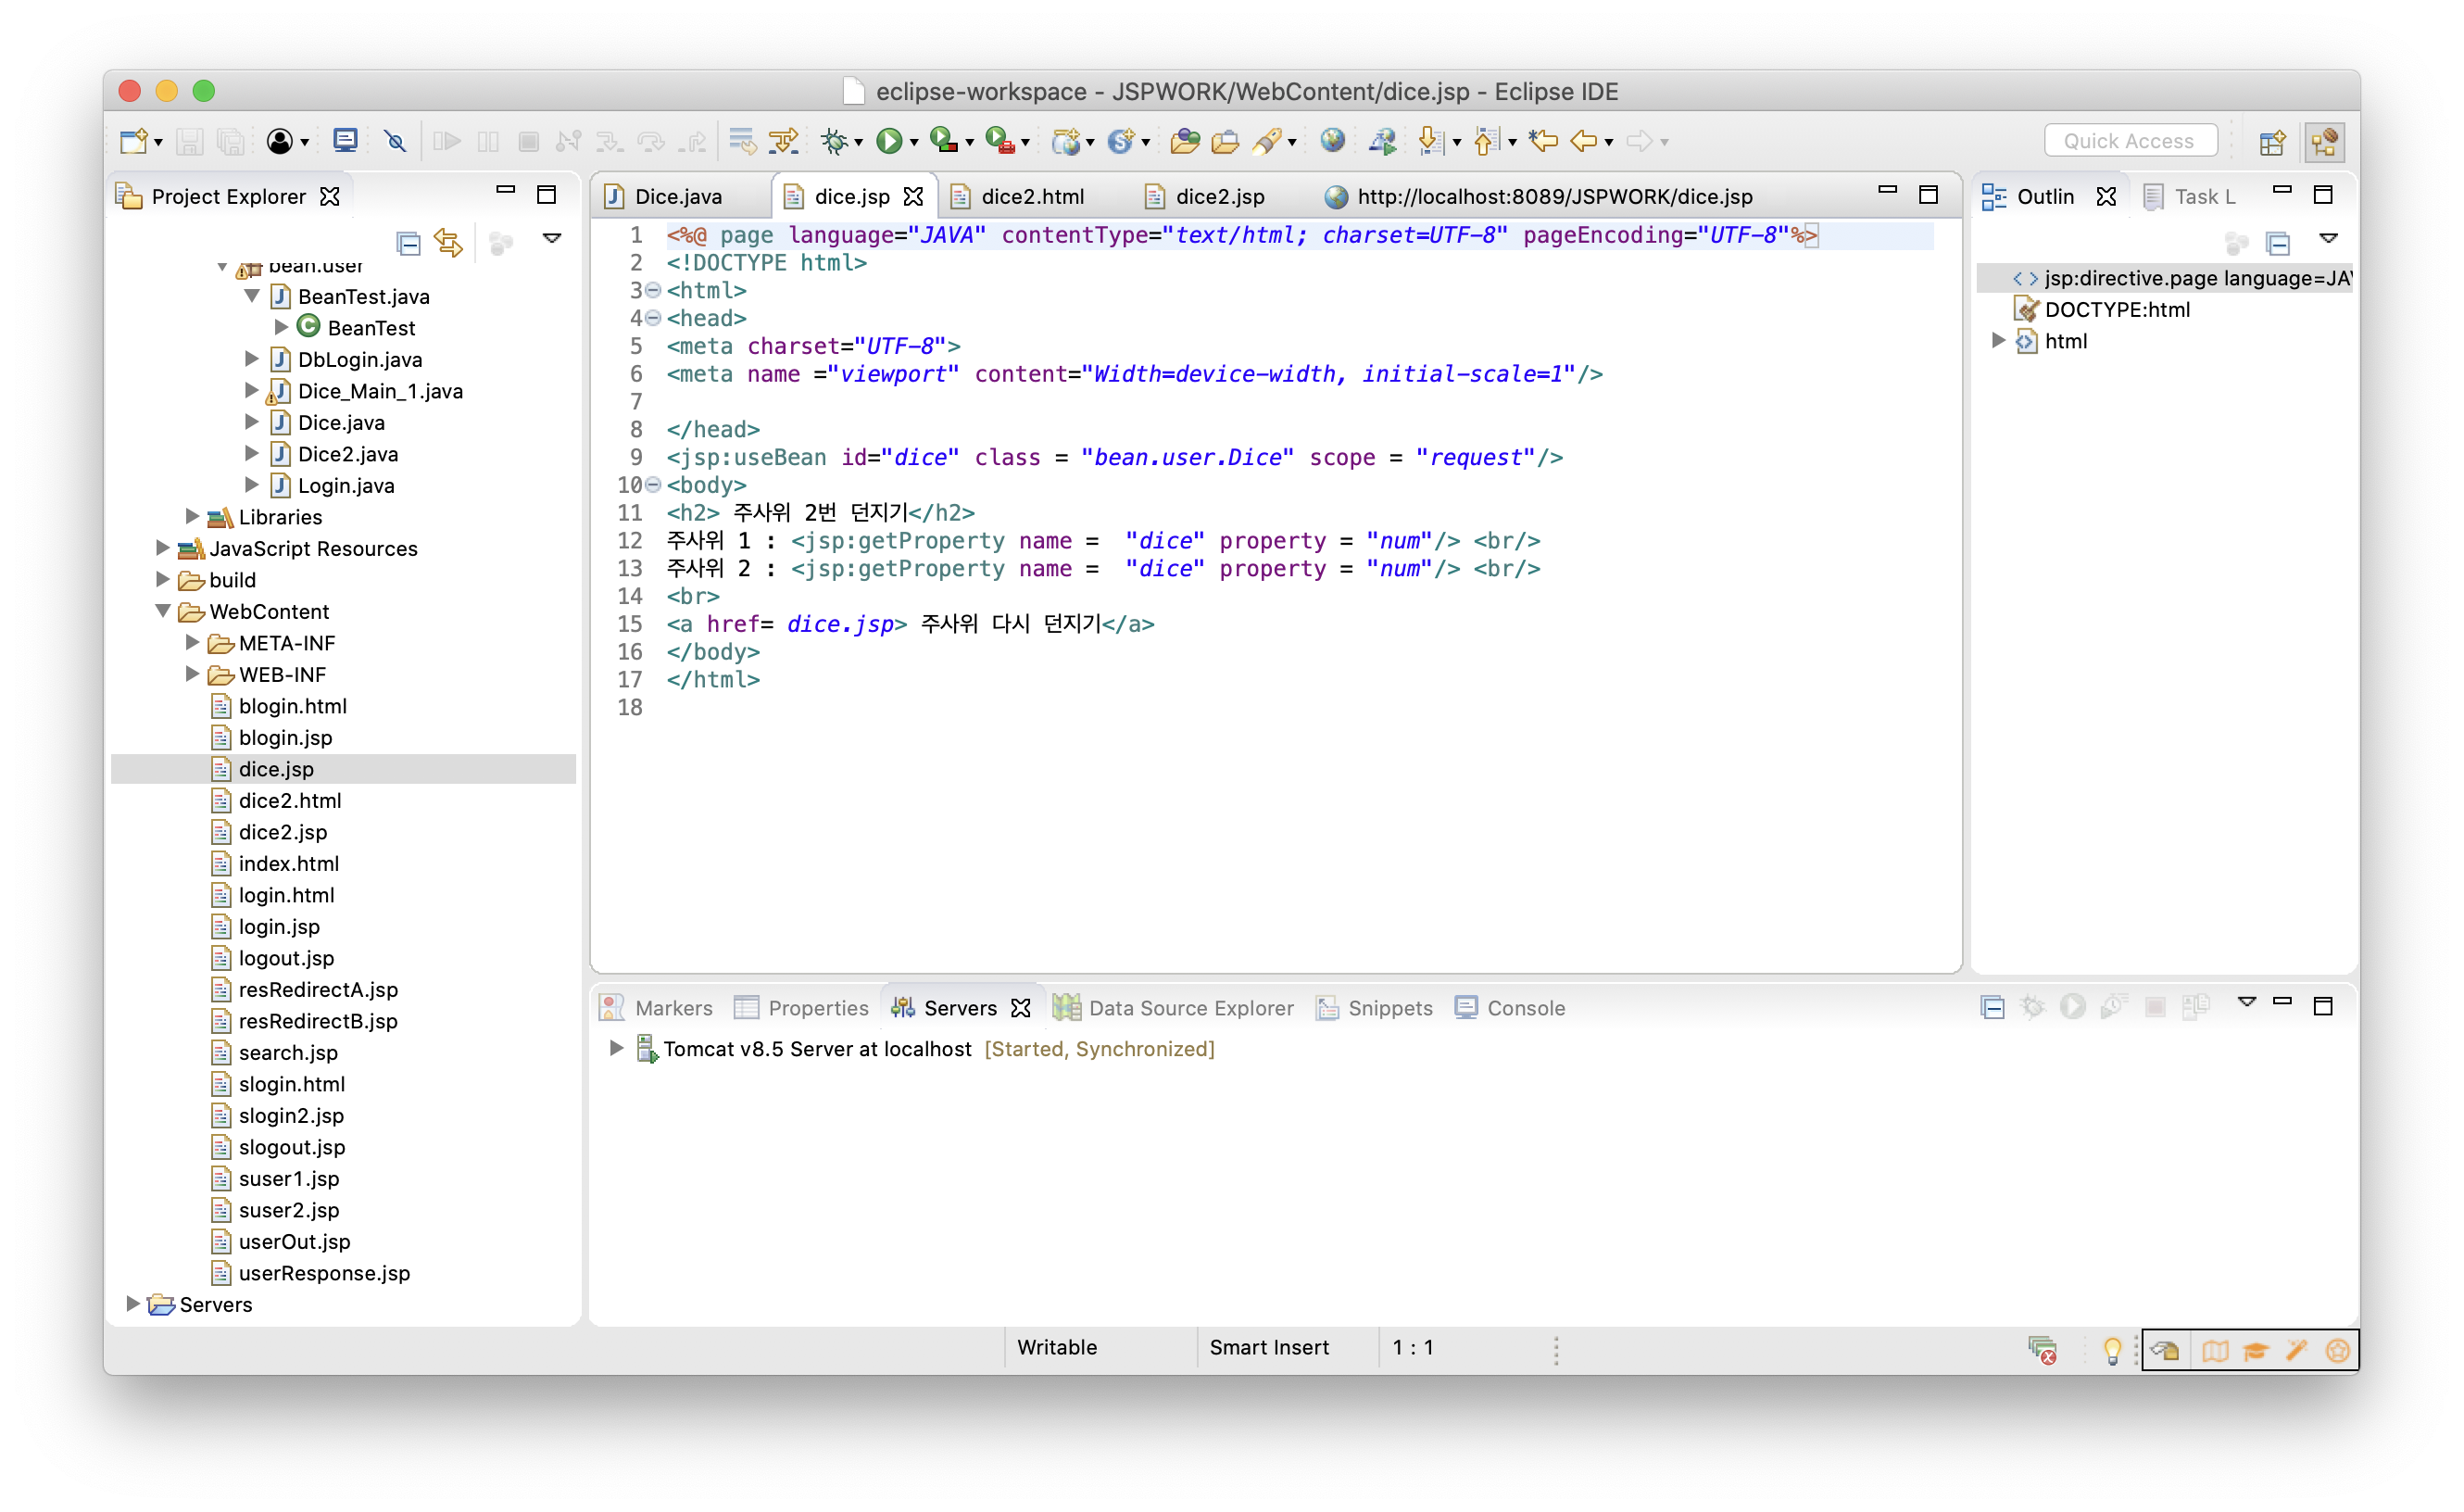 eclipse-workspace - JSPWORK/WebContent/dice.jsp - Eclipse IDE
Quick Access
Project Explorer
bean.user
BeanTest.java
BeanTest
DbLogin.java
Dice_Main_1.java
Dice.java
Dice2.java
Login.java
Libraries
JavaScript Resources
build
WebContent
META-INF
WEB-INF
blogin.html
blogin.jsp
dice.jsp
dice2.html
dice2.jsp
index.html
login.html
login.jsp
logout.jsp
resRedirectA.jsp
resRedirectB.jsp
search.jsp
slogin.html
slogin2.jsp
slogout.jsp
suser1.jsp
suser2.jsp
userOut.jsp
userResponse.jsp
Servers
Dice.java dice.jsp dice2.html dice2.jsp http://localhost:8089/JSPWORK/dice.jsp
1 <%@ page language="JAVA" contentType="text/html; charset=UTF-8" pageEncoding="UTF-8"%>
2 <!DOCTYPE html>
3 <html>
4 <head>
5 <meta charset="UTF-8">
6 <meta name ="viewport" content="Width=device-width, initial-scale=1"/>
7
8 </head>
9 <jsp:useBean id="dice" class = "bean.user.Dice" scope = "request"/>
10 <body>
11 <h2> 주사위 2번 던지기</h2>
12 주사위 1 : <jsp:getProperty name =  "dice" property = "num"/> <br/>
13 주사위 2 : <jsp:getProperty name =  "dice" property = "num"/> <br/>
14 <br>
15 <a href= dice.jsp> 주사위 다시 던지기</a>
16 </body>
17 </html>
18
Outlin Task L
jsp:directive.page language=JAV
DOCTYPE:html
html
Markers Properties Servers Data Source Explorer Snippets Console
Tomcat v8.5 Server at localhost [Started, Synchronized]
Writable Smart Insert 1 : 1